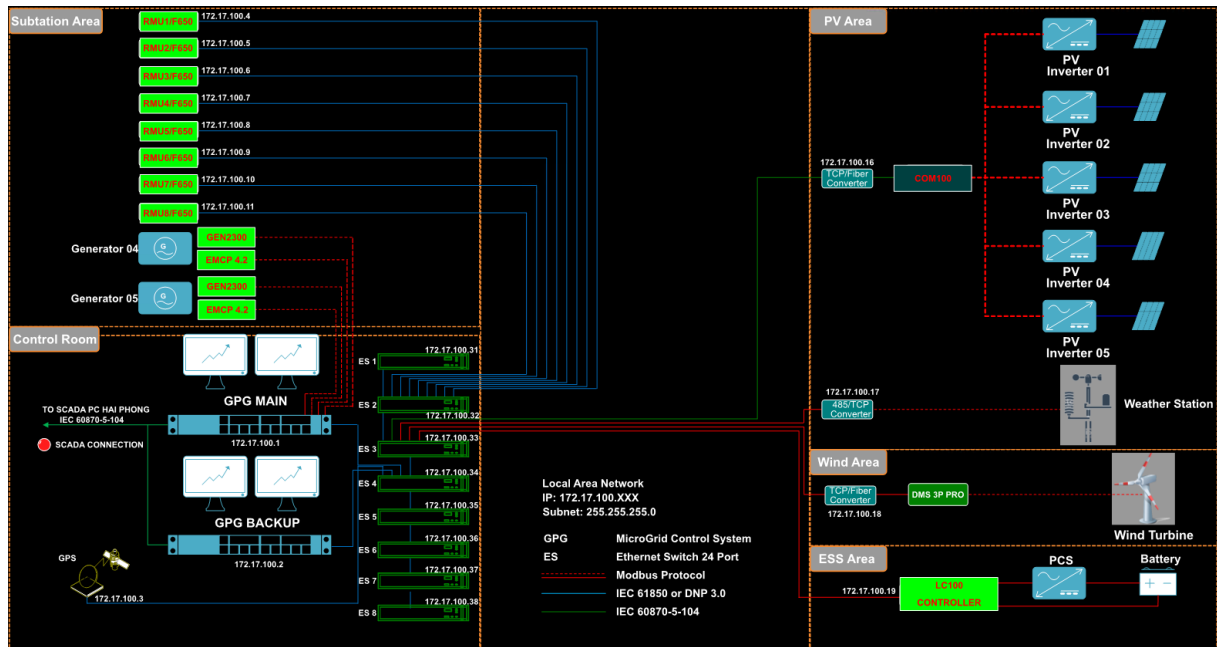 Subtation Area
RMU1/F650
172.17.100.4
RMU2/F650
172.17.100.5
RMU3/F650
172.17.100.6
RMU4/F650
172.17.100.7
RMU5/F650
172.17.100.8
RMU6/F650
172.17.100.9
RMU7/F650
172.17.100.10
RMU8/F650
172.17.100.11
Generator 04
G
GEN2300
EMCP 4.2
Generator 05
G
GEN2300
EMCP 4.2
Control Room
GPG MAIN
TO SCADA PC HAI PHONG
IEC 60870-5-104
SCADA CONNECTION
172.17.100.1
GPG BACKUP
172.17.100.2
GPS
172.17.100.3
ES 1
172.17.100.31
ES 2
172.17.100.32
ES 3
172.17.100.33
ES 4
172.17.100.34
ES 5
172.17.100.35
ES 6
172.17.100.36
ES 7
172.17.100.37
ES 8
172.17.100.38
Local Area Network
IP: 172.17.100.XXX
Subnet: 255.255.255.0
GPG MicroGrid Control System
ES Ethernet Switch 24 Port
Modbus Protocol
IEC 61850 or DNP 3.0
IEC 60870-5-104
PV Area
172.17.100.16
TCP/Fiber
Converter
COM100
PV
Inverter 01
PV
Inverter 02
PV
Inverter 03
PV
Inverter 04
PV
Inverter 05
172.17.100.17
485/TCP
Converter
Weather Station
Wind Area
TCP/Fiber
Converter
172.17.100.18
DMS 3P PRO
Wind Turbine
ESS Area
172.17.100.19
LC100
CONTROLLER
PCS
Battery